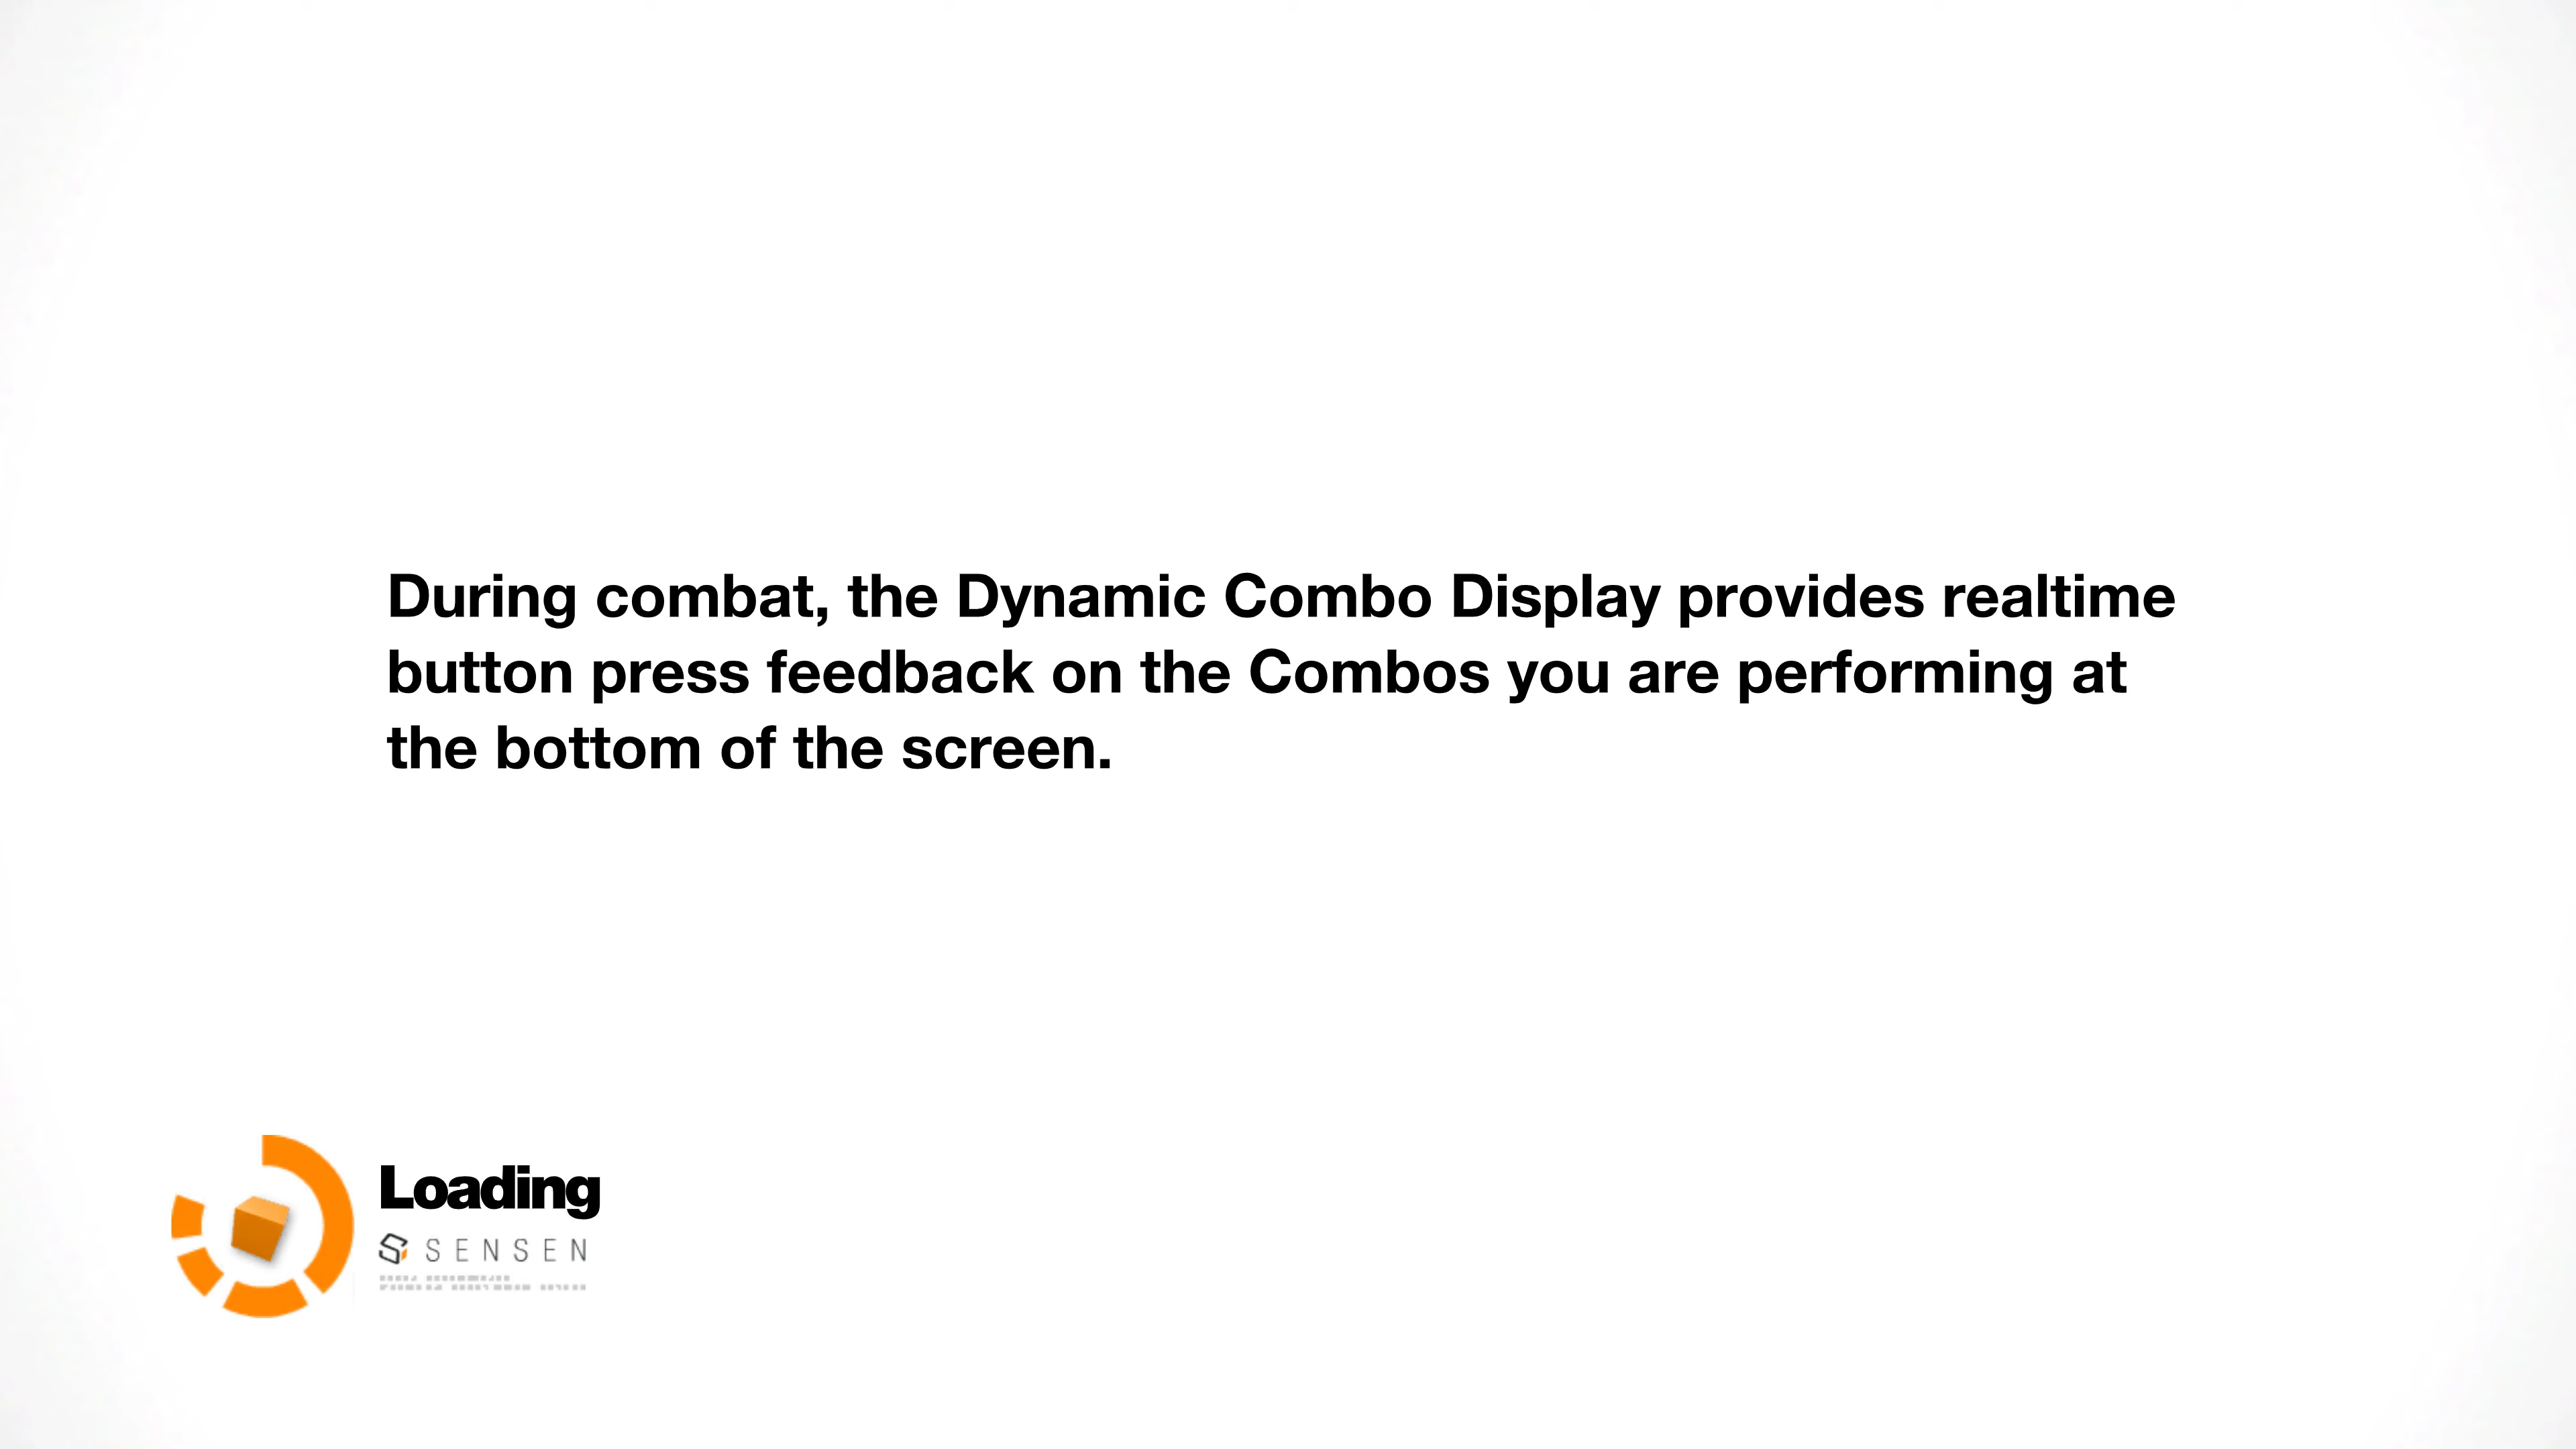 During combat, the Dynamic Combo Display provides realtime
button press feedback on the Combos you are performing at
the bottom of the screen.
Loading
SENSEN